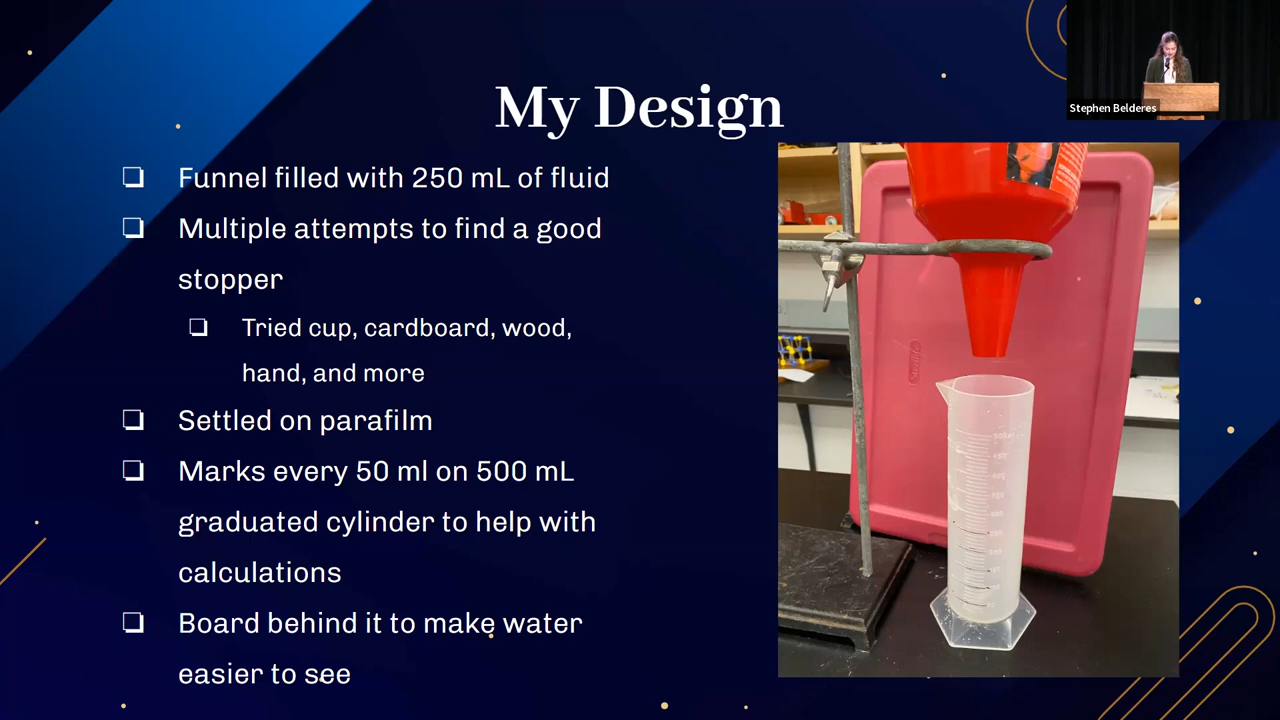 My Design
Stephen Belderes
❏ Funnel filled with 250 mL of fluid
❏ Multiple attempts to find a good
stopper
❏ Tried cup, cardboard, wood,
hand, and more
❏ Settled on parafilm
❏ Marks every 50 ml on 500 mL
graduated cylinder to help with
calculations
❏ Board behind it to make water
easier to see